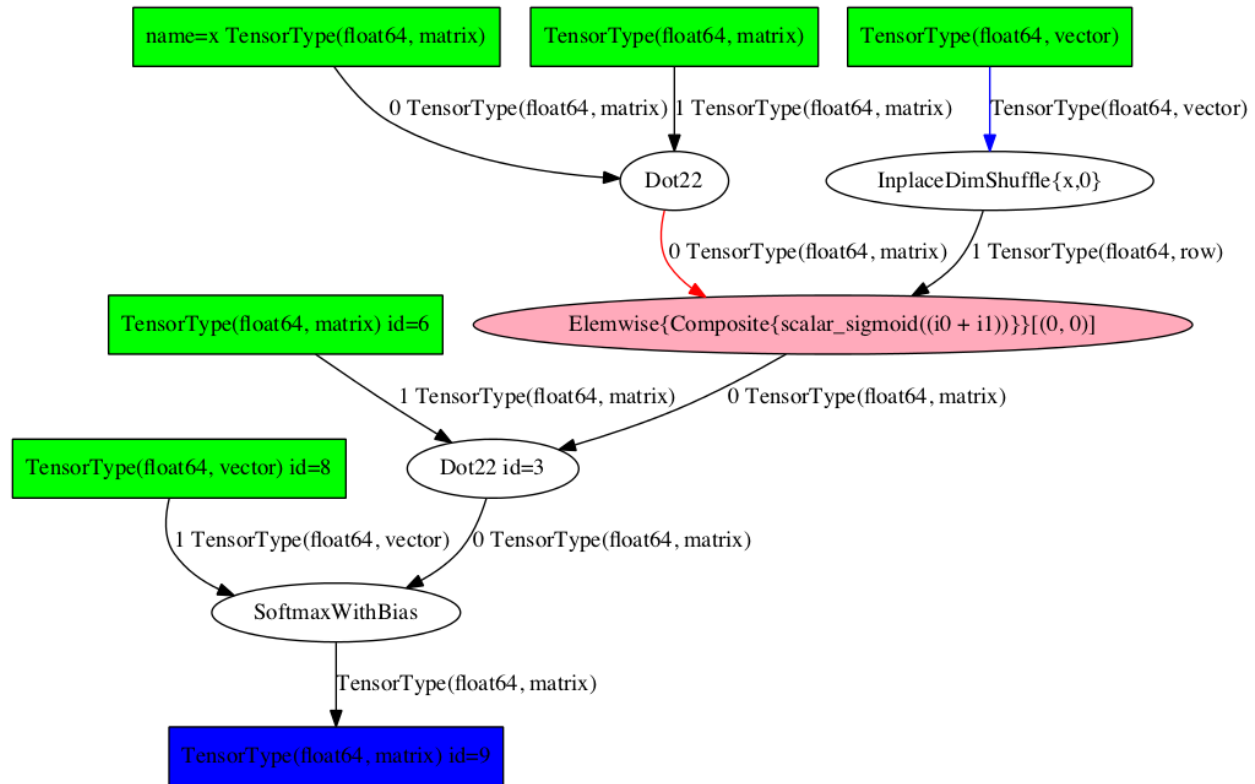 name=x TensorType(float64, matrix)
TensorType(float64, matrix)
TensorType(float64, vector)
0 TensorType(float64, matrix)
1 TensorType(float64, matrix)
TensorType(float64, vector)
Dot22
InplaceDimShuffle{x,0}
0 TensorType(float64, matrix)
1 TensorType(float64, row)
TensorType(float64, matrix) id=6
Elemwise{Composite{scalar_sigmoid((i0 + i1))}}[(0, 0)]
1 TensorType(float64, matrix)
0 TensorType(float64, matrix)
TensorType(float64, vector) id=8
Dot22 id=3
1 TensorType(float64, vector)
0 TensorType(float64, matrix)
SoftmaxWithBias
TensorType(float64, matrix)
TensorType(float64, matrix) id=9